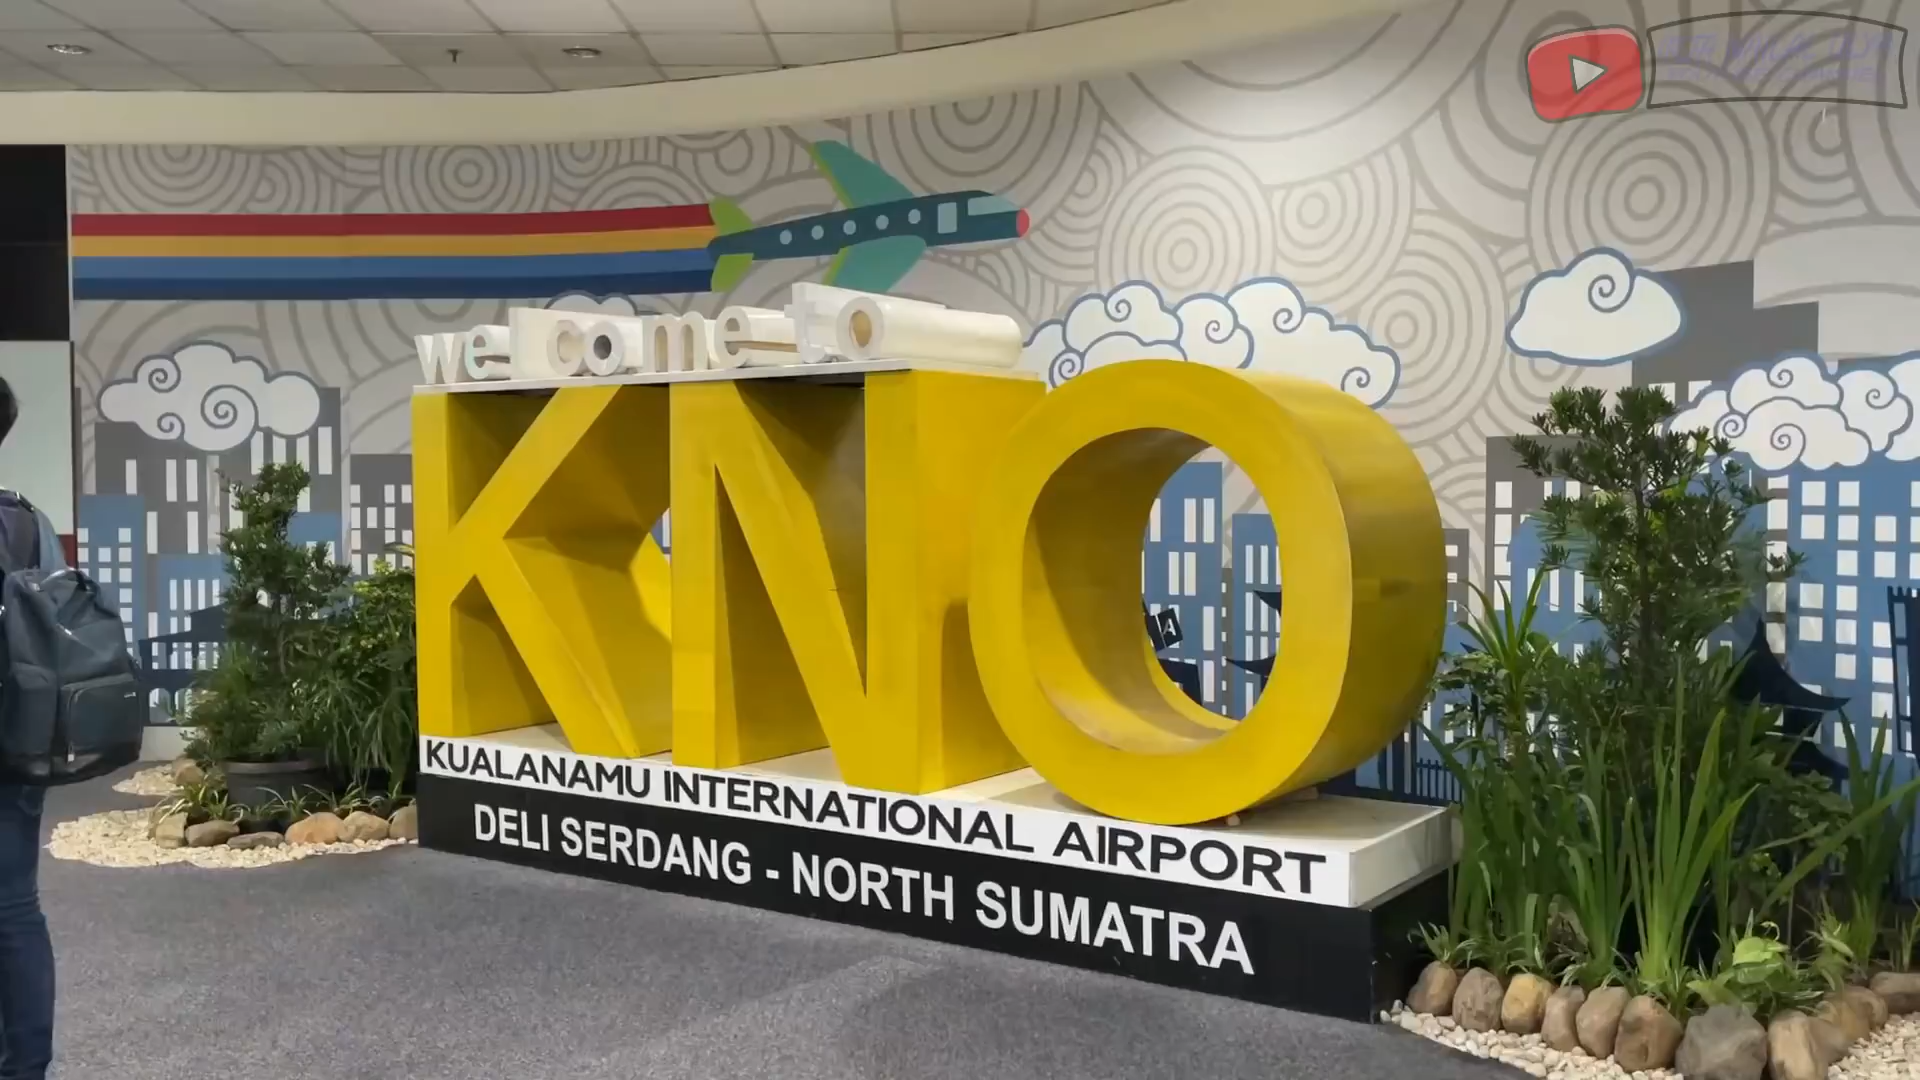 welcome to
KNO
KUALANAMU INTERNATIONAL AIRPORT
DELI SERDANG - NORTH SUMATRA